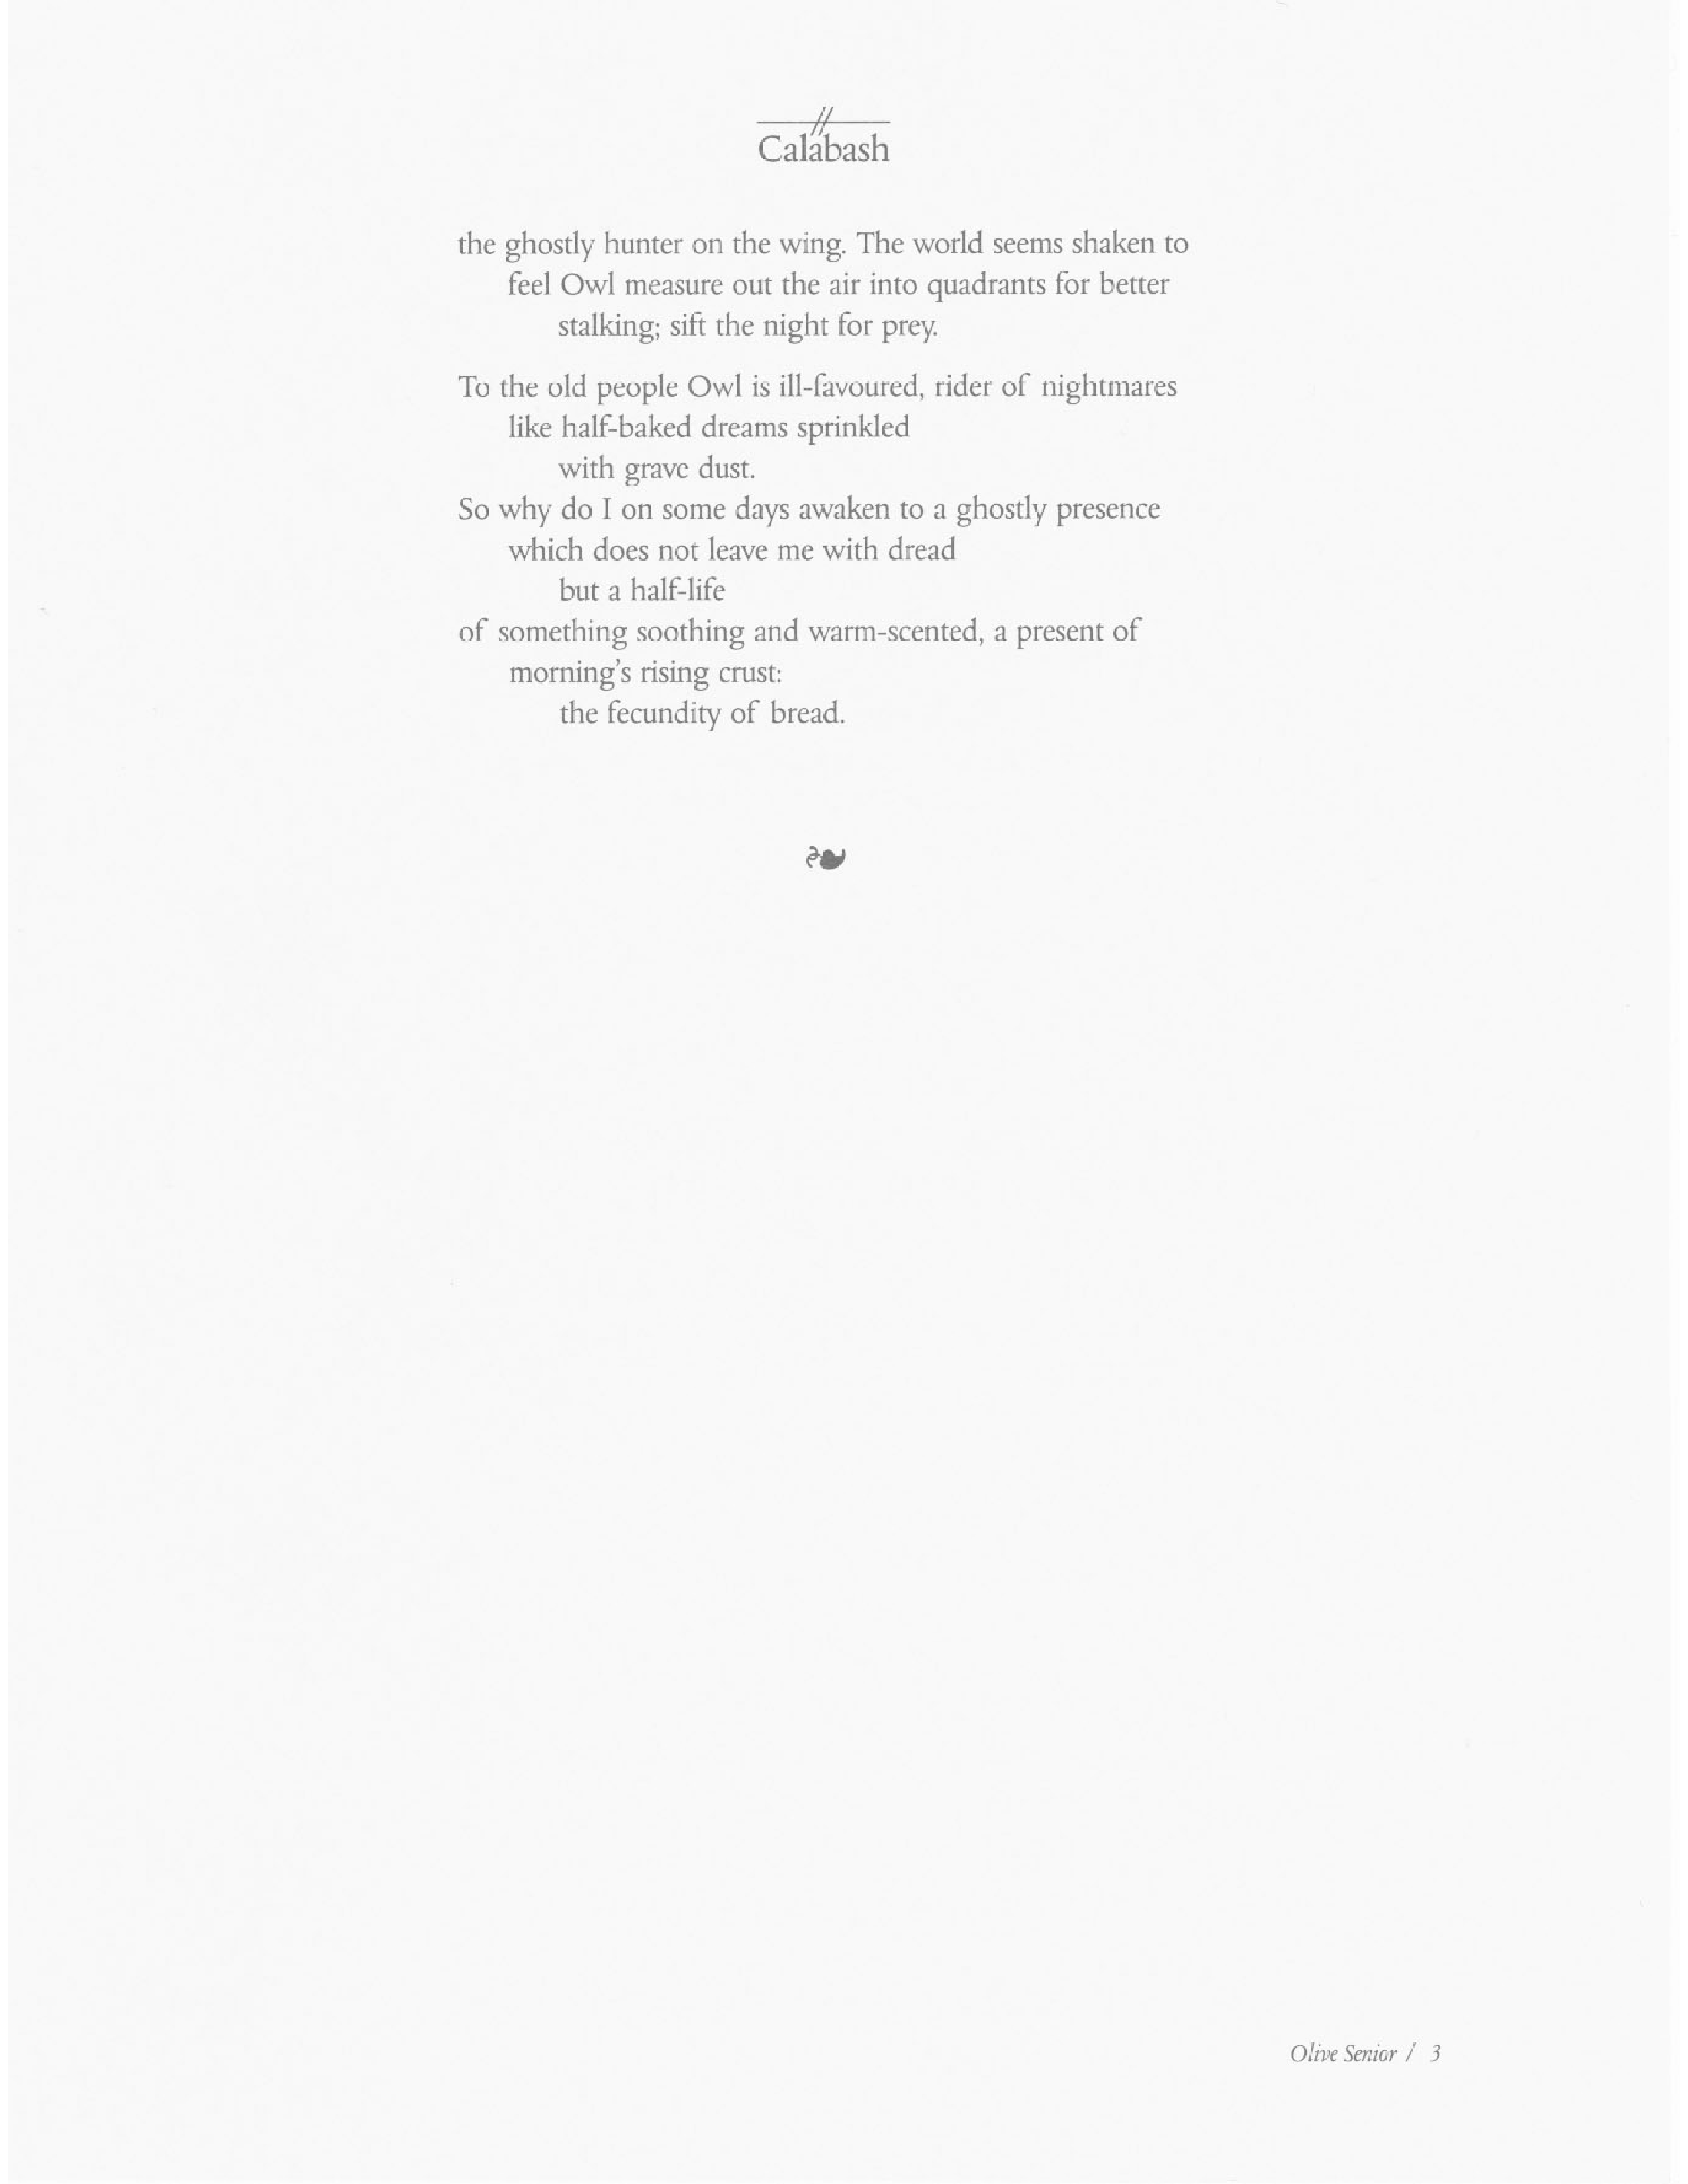 Calabash
the ghostly hunter on the wing. The world seems shaken to
feel Owl measure out the air into quadrants for better
stalking; sift the night for prey.
To the old people Owl is ill-favoured, rider of nightmares
like half-baked dreams sprinkled
with grave dust.
So why do I on some days awaken to a ghostly presence
which does not leave me with dread
but a half-life
of something soothing and warm-scented, a present of
morning's rising crust:
the fecundity of bread.
Olive Senior / 3